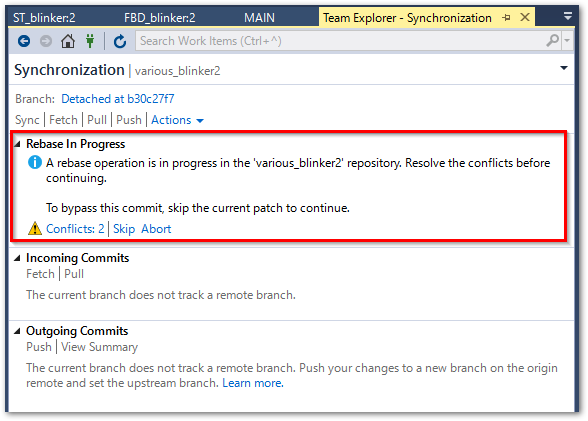 ST_blinker:2 FBD_blinker:2 MAIN Team Explorer - Synchronization
Search Work Items (Ctrl+^)
Synchronization | various_blinker2
Branch: Detached at b30c27f7
Sync | Fetch | Pull | Push | Actions
Rebase In Progress
A rebase operation is in progress in the 'various_blinker2' repository. Resolve the conflicts before
continuing.
To bypass this commit, skip the current patch to continue.
Conflicts: 2 | Skip Abort
Incoming Commits
Fetch | Pull
The current branch does not track a remote branch.
Outgoing Commits
Push | View Summary
The current branch does not track a remote branch. Push your changes to a new branch on the origin
remote and set the upstream branch. Learn more.